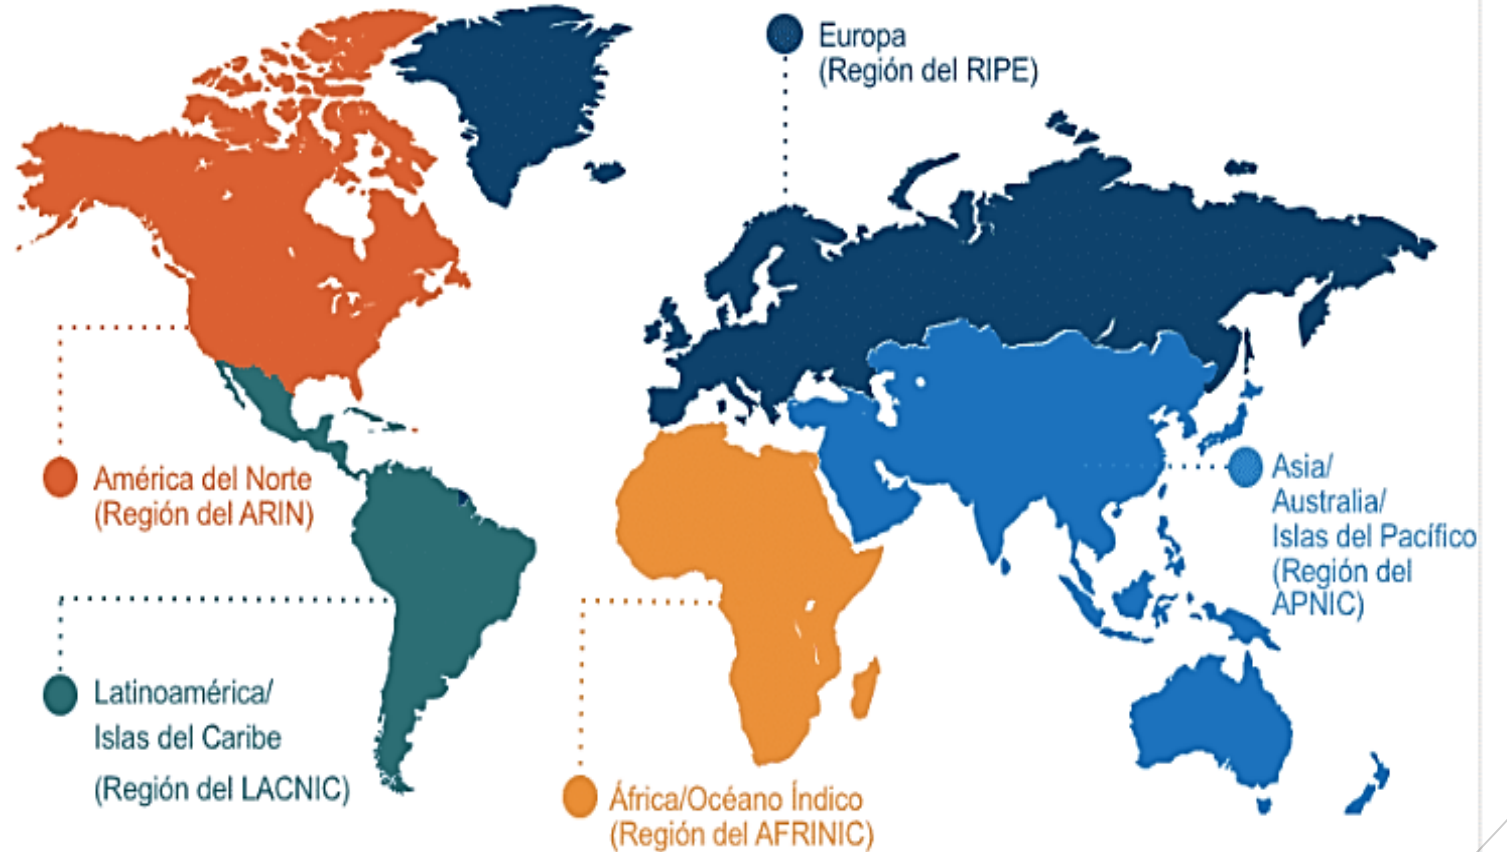 Europa
(Región del RIPE)
América del Norte
(Región del ARIN)
Asia/
Australia/
Islas del Pacífico
(Región del
APNIC)
Latinoamérica/
Islas del Caribe
(Región del LACNIC)
África/Océano Índico
(Región del AFRINIC)